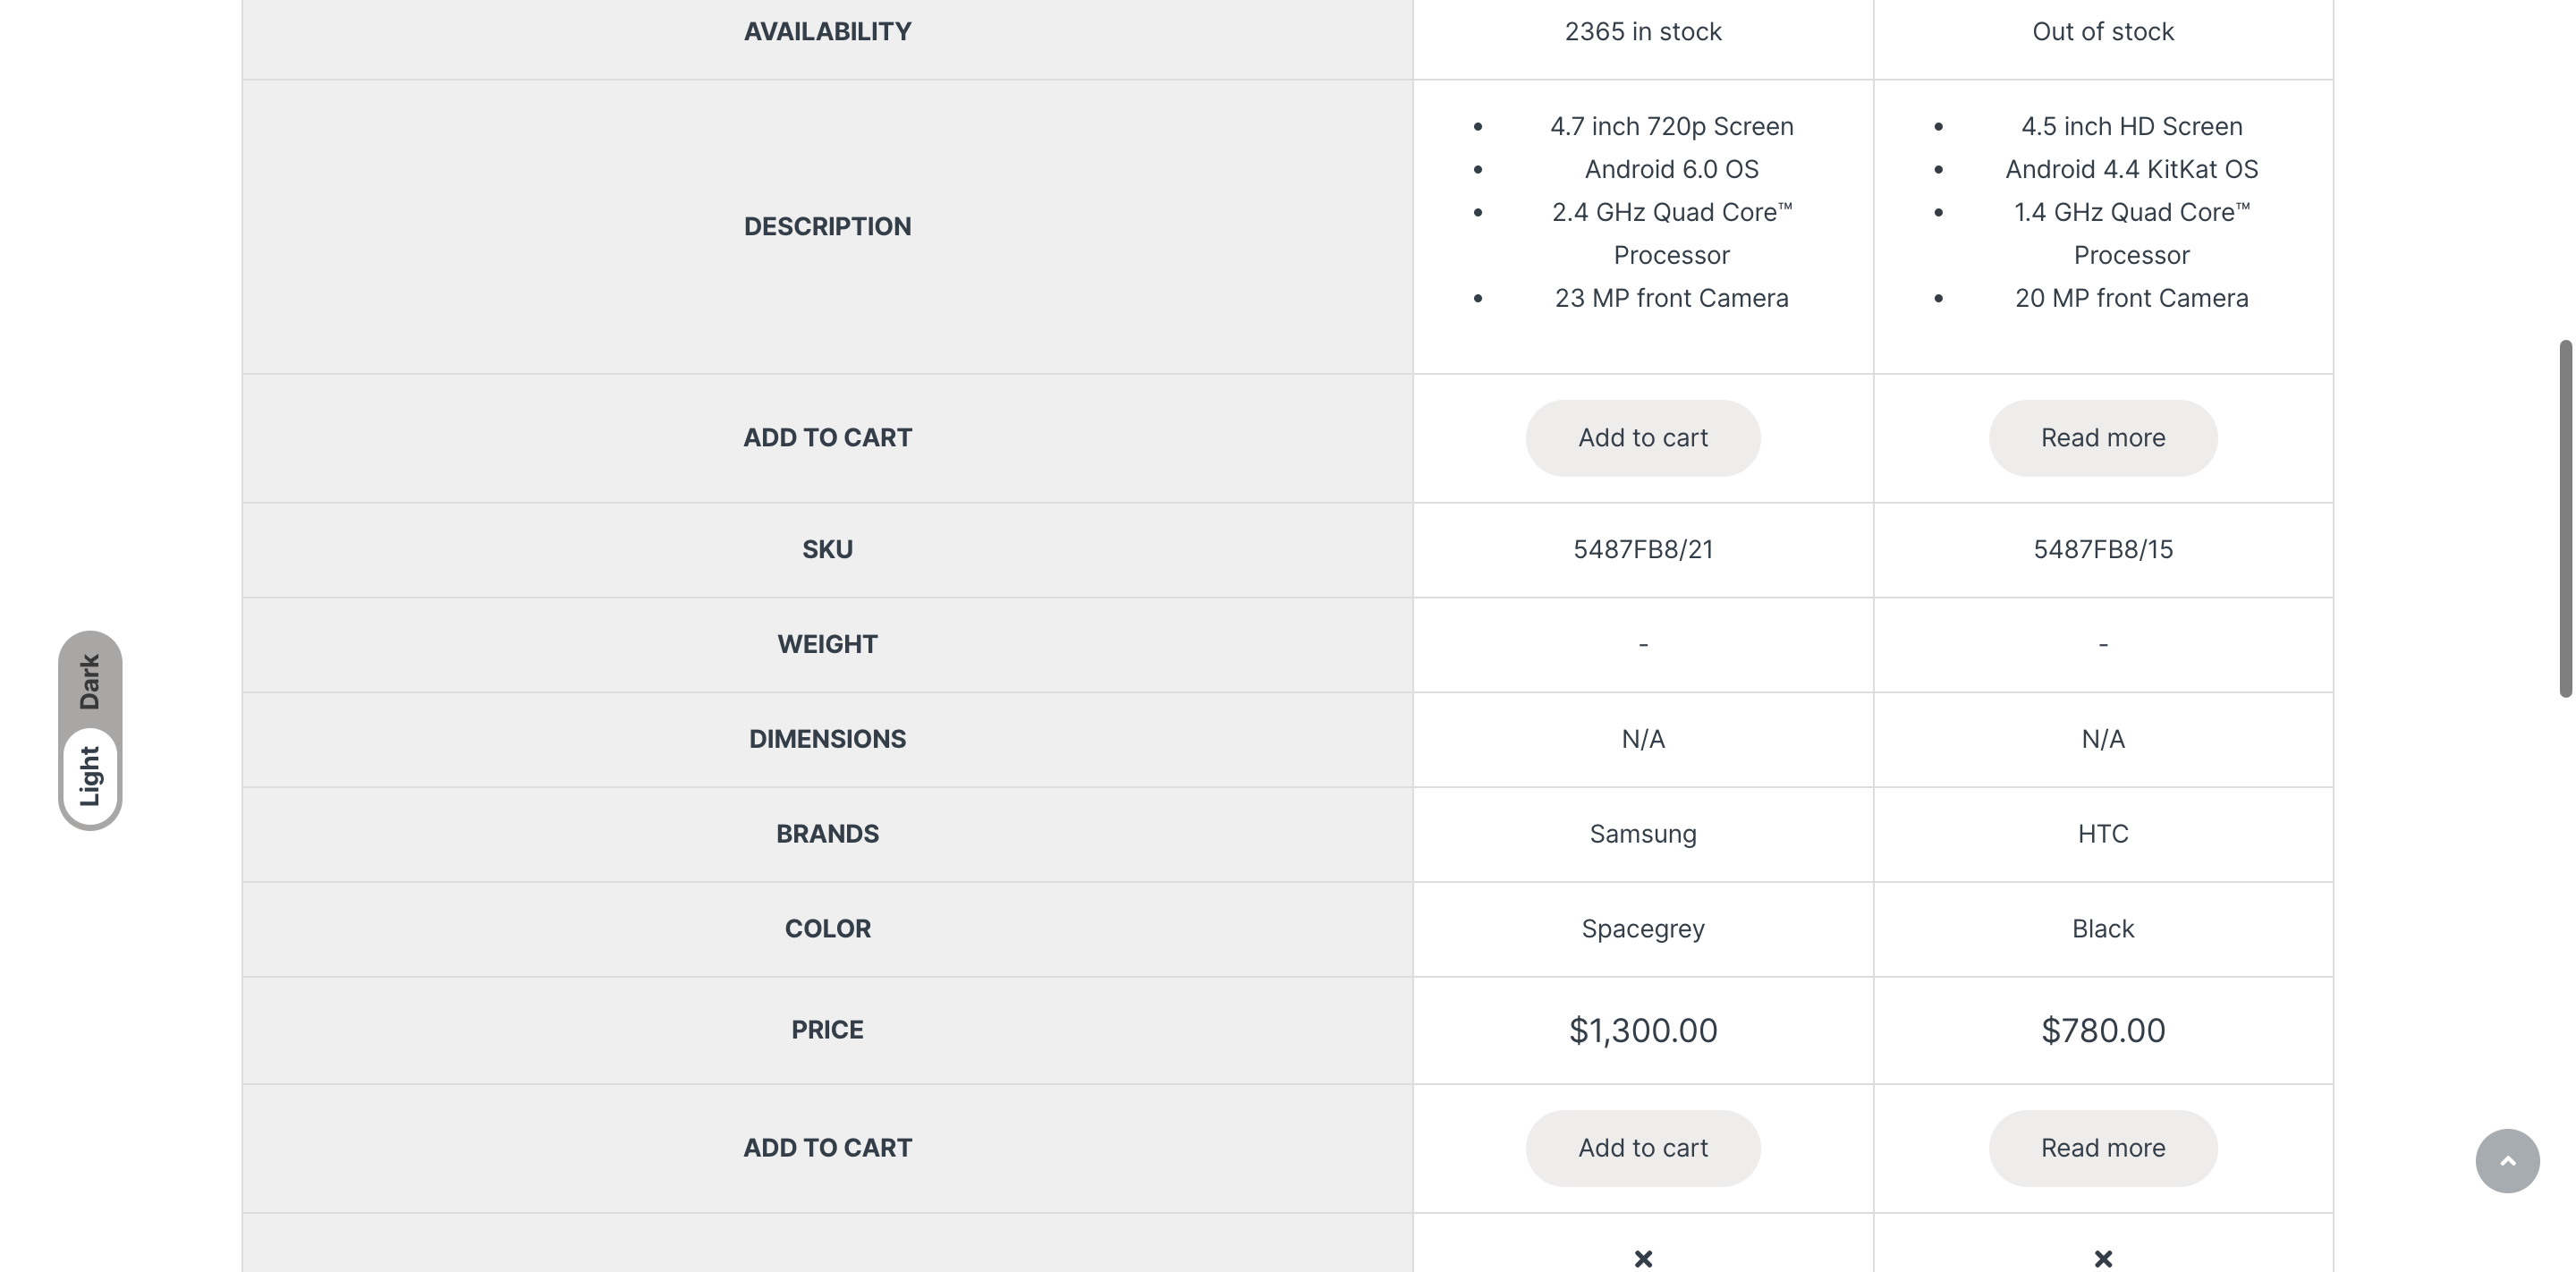 AVAILABILITY 2365 in stock Out of stock
DESCRIPTION
• 4.7 inch 720p Screen
• Android 6.0 OS
• 2.4 GHz Quad Core™
Processor
• 23 MP front Camera
• 4.5 inch HD Screen
• Android 4.4 KitKat OS
• 1.4 GHz Quad Core™
Processor
• 20 MP front Camera
ADD TO CART Add to cart Read more
SKU 5487FB8/21 5487FB8/15
WEIGHT - -
DIMENSIONS N/A N/A
BRANDS Samsung HTC
COLOR Spacegrey Black
PRICE $1,300.00 $780.00
ADD TO CART Add to cart Read more
Dark
Light